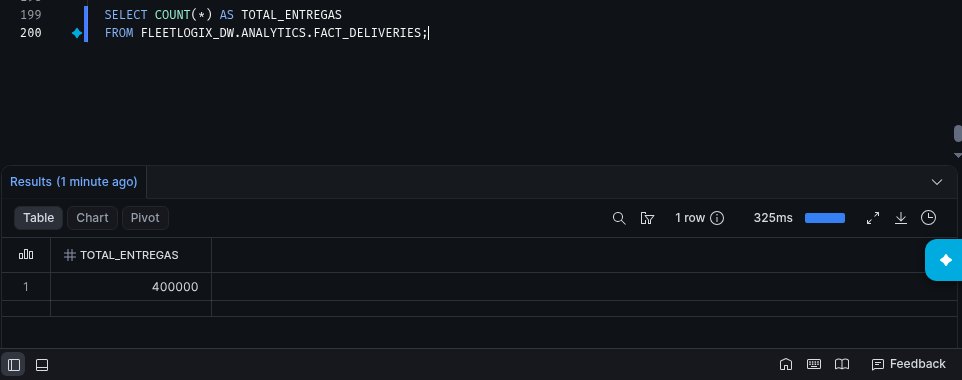 199 SELECT COUNT(*) AS TOTAL_ENTREGAS
200 FROM FLEETLOGIX_DW.ANALYTICS.FACT_DELIVERIES;
Results (1 minute ago)
Table Chart Pivot 1 row 325ms
TOTAL_ENTREGAS
1 400000
Feedback